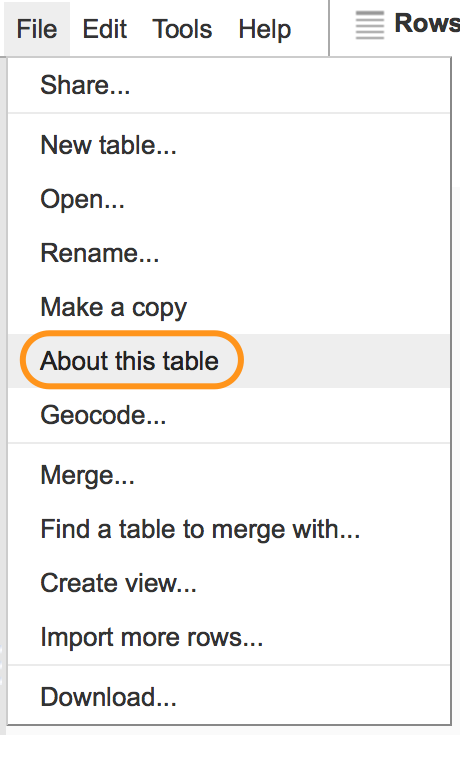 File Edit Tools Help Rows
Share...
New table...
Open...
Rename...
Make a copy
About this table
Geocode...
Merge...
Find a table to merge with...
Create view...
Import more rows...
Download...